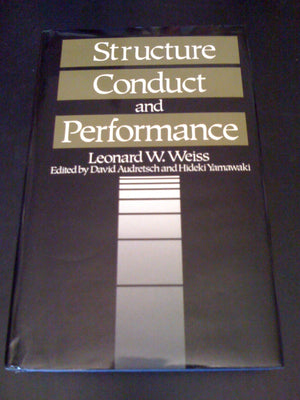 Structure
Conduct
and
Performance
Leonard W. Weiss
Edited by David Audretsch and Hideki Yamawaki